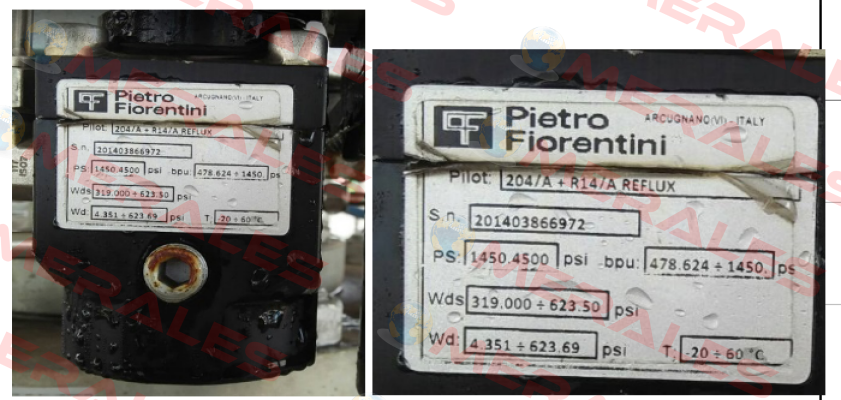 Pietro
Fiorentini
ARCUGNANO(VI) - ITALY
Pilot: 204/A + R14/A REFLUX
S.n. 201403866972
PS: 1450.4500 psi bpu: 478.624 ÷ 1450. ps
Wds 319.000 ÷ 623.50 psi
Wd: 4.351 ÷ 623.69 psi T -20 ÷ 60 °C
Pietro
Fiorentini
ARCUGNANO(VI) - ITALY
Pilot: 204/A + R14/A REFLUX
S.n. 201403866972
PS: 1450.4500 psi bpu: 478.624 ÷ 1450. ps
Wds 319.000 ÷ 623.50 psi
Wd: 4.351 ÷ 623.69 psi T: -20 ÷ 60 °C
MERALES
MERALES
MERALES